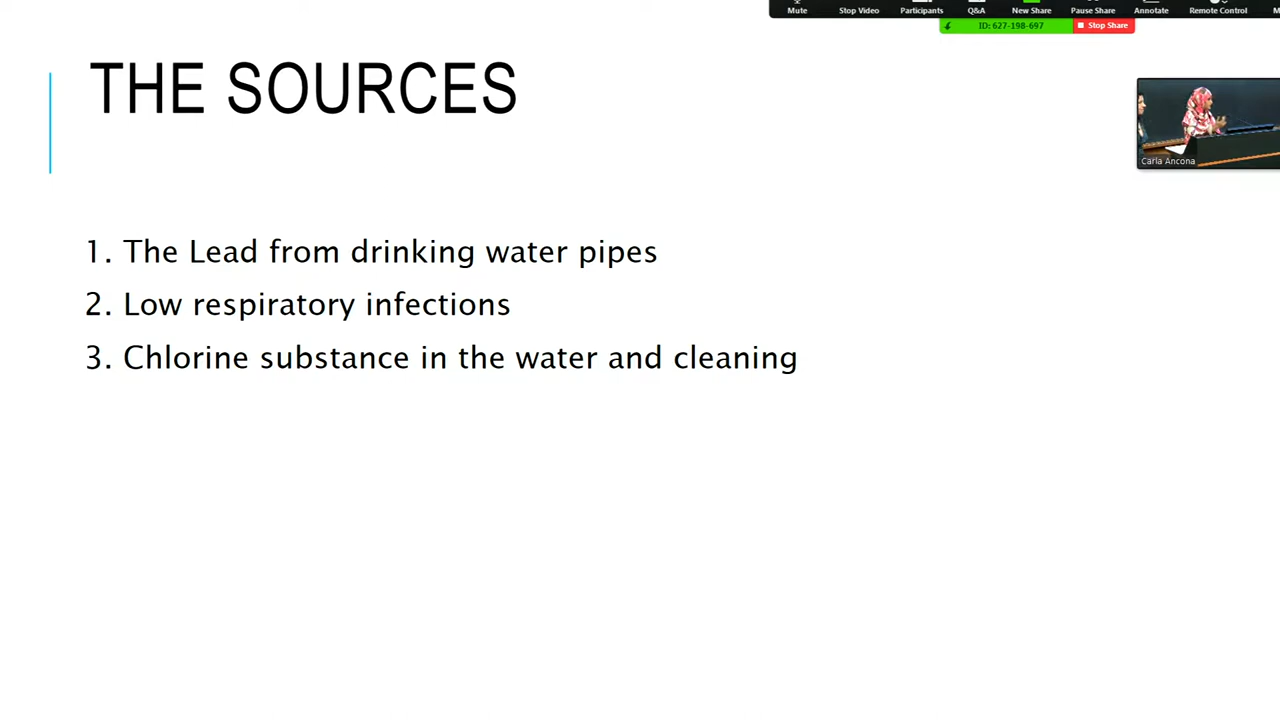 Mute Stop Video Participants Q&A New Share Pause Share Annotate Remote Control
ID: 627-198-697 Stop Share
THE SOURCES
Carla Ancona
1. The Lead from drinking water pipes
2. Low respiratory infections
3. Chlorine substance in the water and cleaning